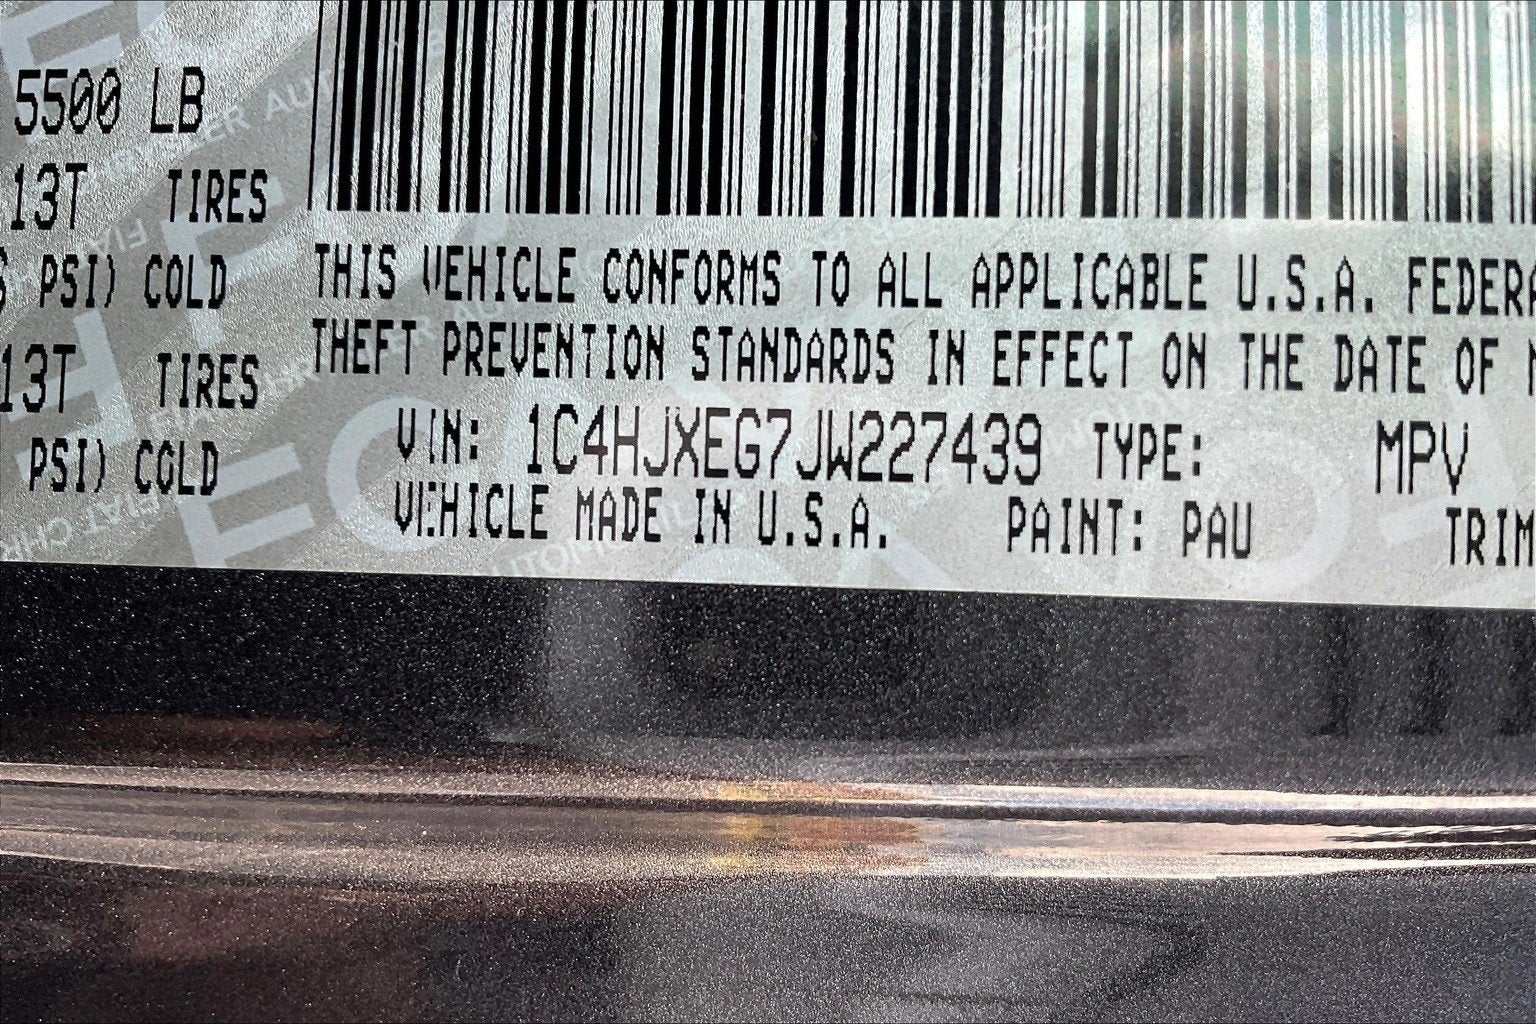 5500 LB
13T TIRES
PSI) COLD
13T TIRES
PSI) COLD
THIS VEHICLE CONFORMS TO ALL APPLICABLE U.S.A. FEDERA
THEFT PREVENTION STANDARDS IN EFFECT ON THE DATE OF
VIN: 1C4HJXEG7JW227439 TYPE: MPV
VEHICLE MADE IN U.S.A. PAINT: PAU TRIM